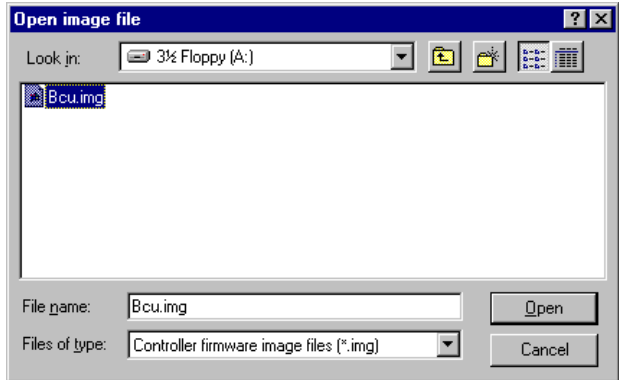 Open image file
Look in: 3½ Floppy (A:)
Bcu.img
File name: Bcu.img Open
Files of type: Controller firmware image files (*.img) Cancel